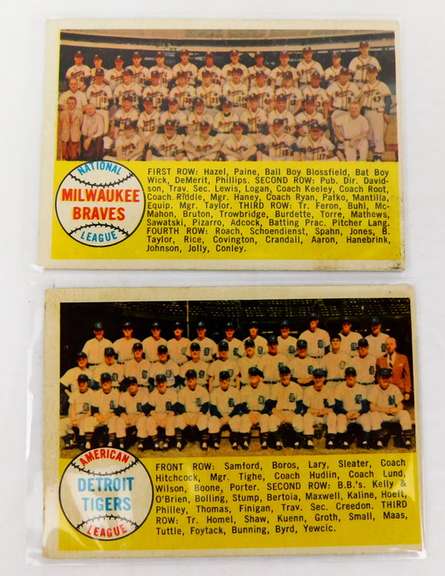 NATIONAL
MILWAUKEE
BRAVES
LEAGUE
FIRST ROW: Hazel, Paine, Ball Boy Blossfield, Bat Boy
Wick, DeMerit, Phillips. SECOND ROW: Pub. Dir. David-
son, Trav. Sec. Lewis, Logan, Coach Keeley, Coach Root,
Coach Riddle, Mgr. Haney, Coach Ryan, Pafko, Mantilla,
Equip. Mgr. Taylor. THIRD ROW: Tr. Feron, Buhl, Mc-
Mahon, Bruton, Trowbridge, Burdette, Torre, Mathews,
Sawatski, Pizarro, Adcock, Batting Prac. Pitcher Lang.
FOURTH ROW: Roach, Schoendienst, Spahn, Jones, B.
Taylor, Rice, Covington, Crandall, Aaron, Hanebrink,
Johnson, Jolly, Conley.
AMERICAN
DETROIT
TIGERS
LEAGUE
FRONT ROW: Samford, Boros, Lary, Sleater, Coach
Hitchcock, Mgr. Tighe, Coach Hudlin, Coach Lund,
Wilson, Boone, Porter. SECOND ROW: B.B.'s. Kelly &
O'Brien, Bolling, Stump, Bertoia, Maxwell, Kaline, Hoeft,
Philley, Thomas, Finigan, Trav. Sec. Creedon. THIRD
ROW: Tr. Homel, Shaw, Kuenn, Groth, Small, Maas,
Tuttle, Foytack, Bunning, Byrd, Yewcic.